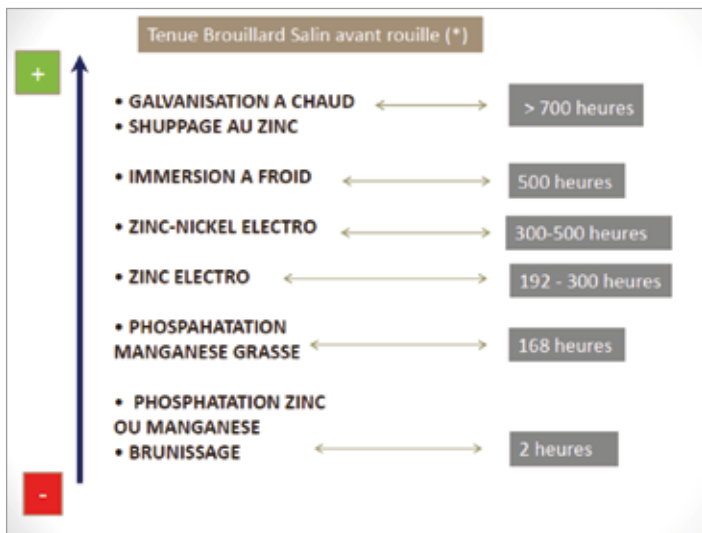 Tenue Brouillard Salin avant rouille (*)
+
• GALVANISATION A CHAUD
• SHUPPAGE AU ZINC
> 700 heures
• IMMERSION A FROID
500 heures
• ZINC-NICKEL ELECTRO
300-500 heures
• ZINC ELECTRO
192 - 300 heures
• PHOSPAHATATION
MANGANESE GRASSE
168 heures
• PHOSPHATATION ZINC
OU MANGANESE
• BRUNISSAGE
2 heures
-